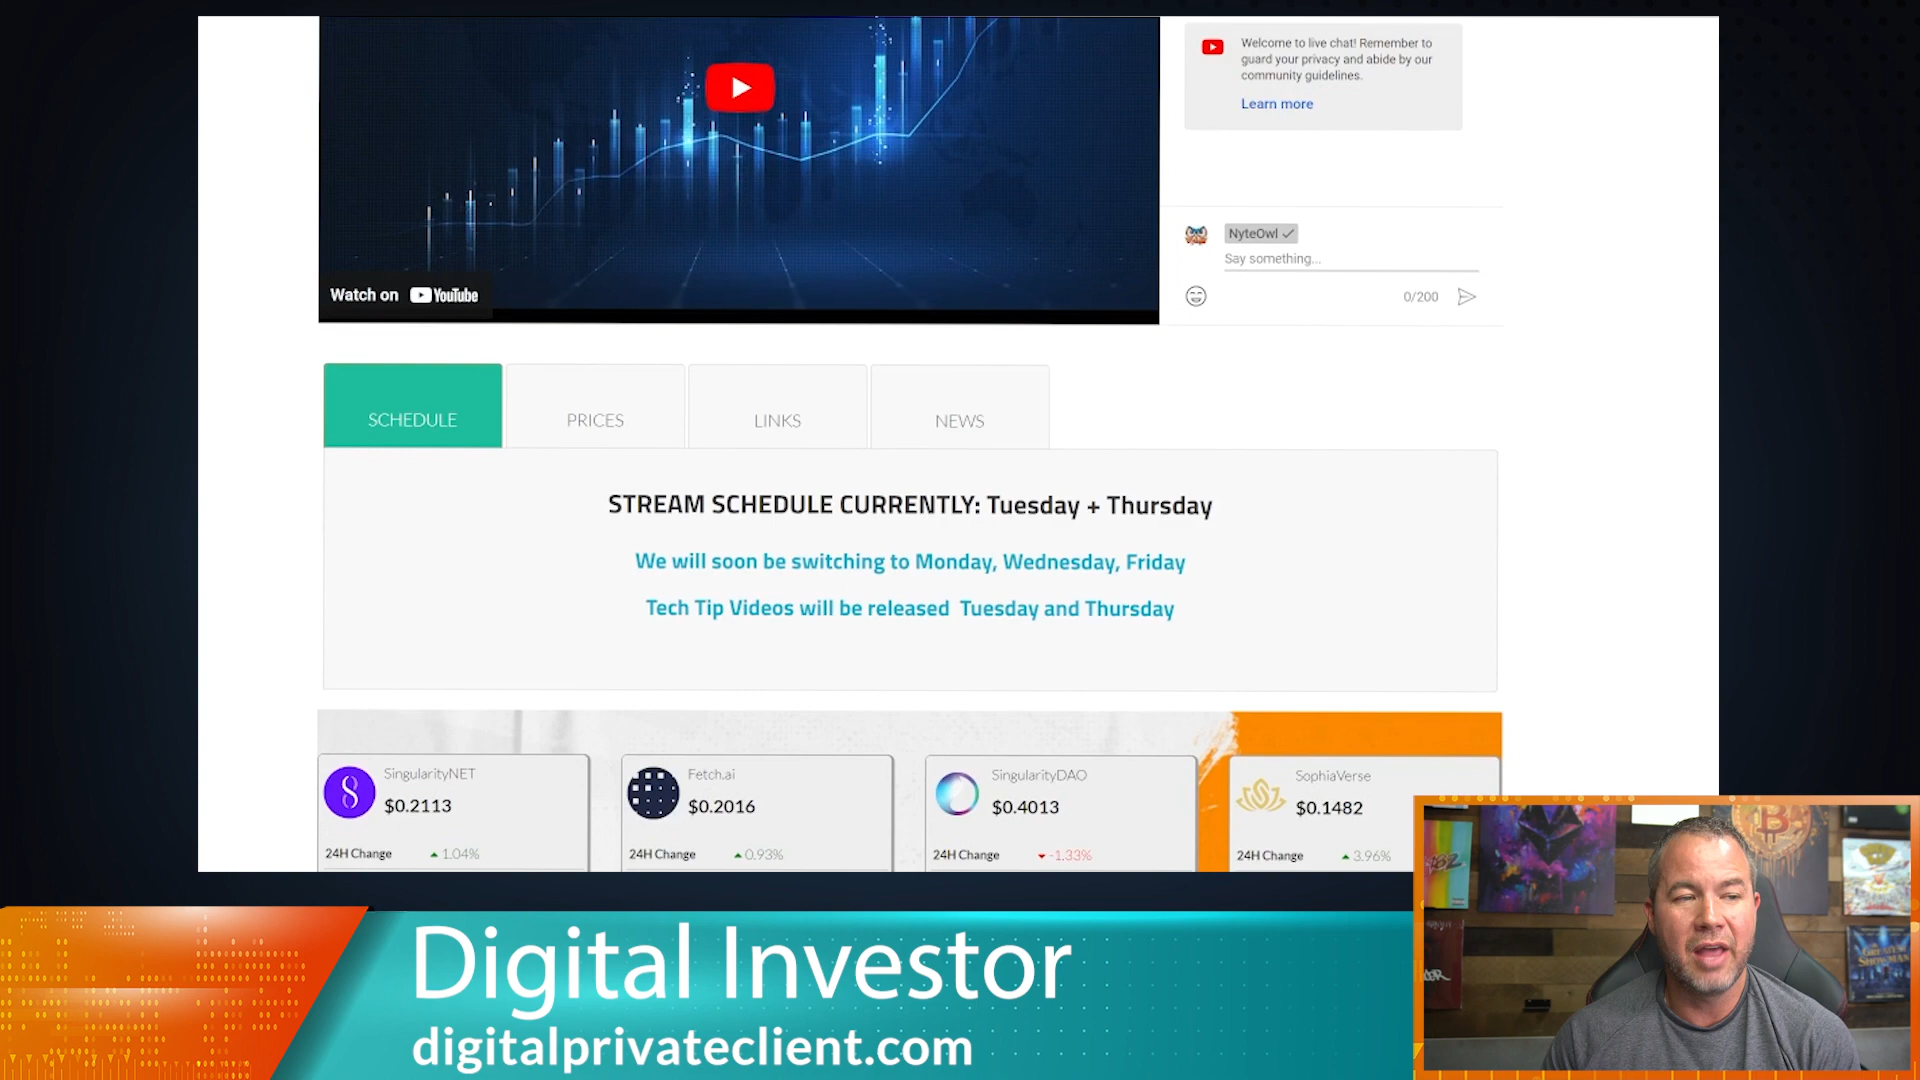 Welcome to live chat! Remember to
guard your privacy and abide by our
community guidelines.
Learn more
NyteOwl
Say something...
0/200
Watch on YouTube
SCHEDULE
PRICES
LINKS
NEWS
STREAM SCHEDULE CURRENTLY: Tuesday + Thursday
We will soon be switching to Monday, Wednesday, Friday
Tech Tip Videos will be released Tuesday and Thursday
SingularityNET
$0.2113
24H Change 1.04%
Fetch.ai
$0.2016
24H Change 0.93%
SingularityDAO
$0.4013
24H Change -1.33%
SophiaVerse
$0.1482
24H Change 3.96%
Digital Investor
digitalprivateclient.com